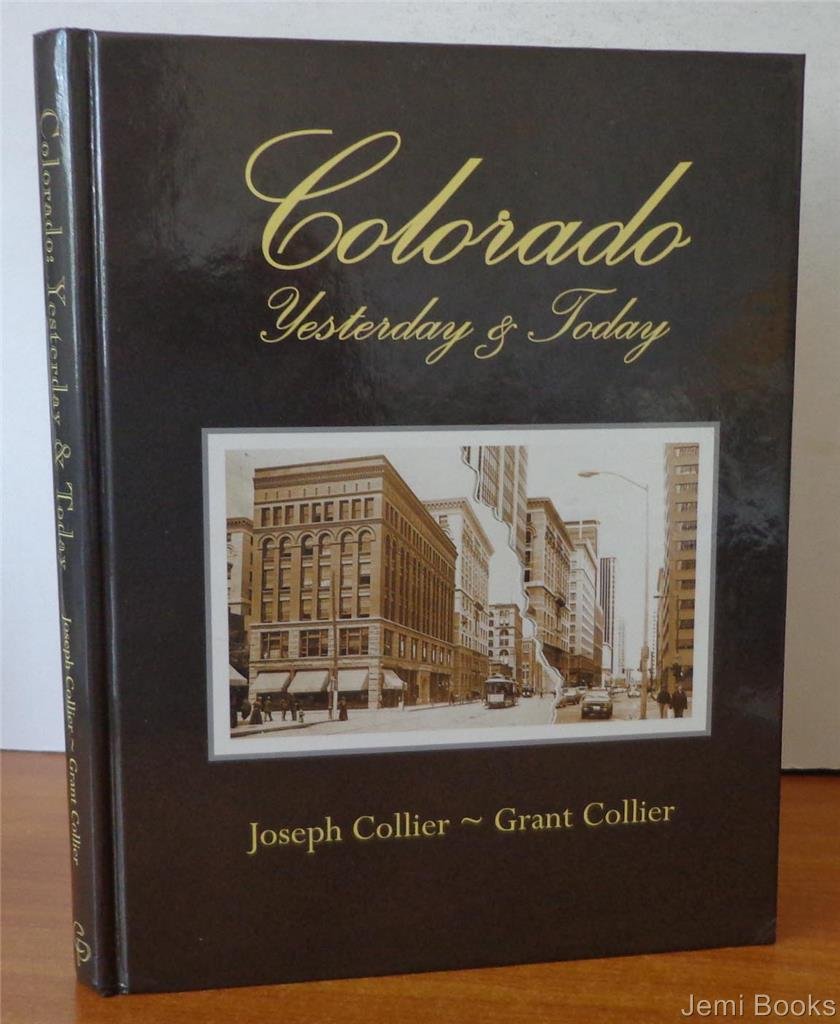 Colorado
Yesterday & Today
Joseph Collier ~ Grant Collier
Colorado: Yesterday & Today Joseph Collier ~ Grant Collier
Jemi Books